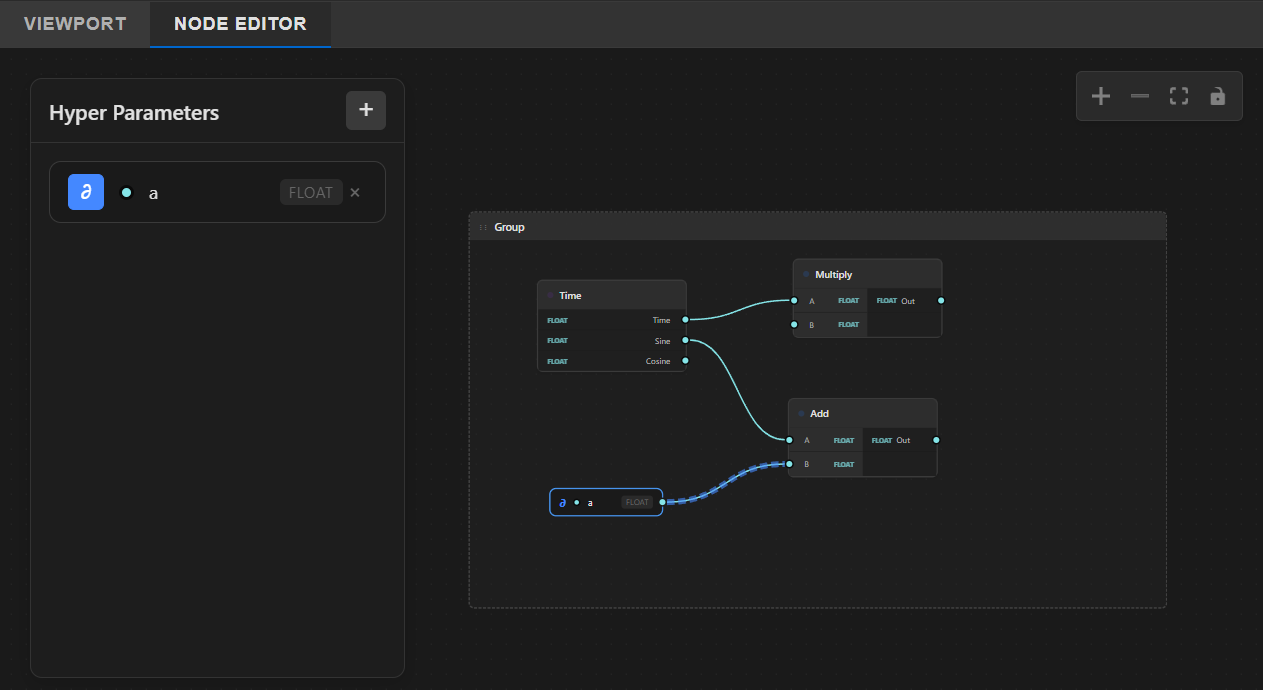 VIEWPORT NODE EDITOR
Hyper Parameters +
∂ a FLOAT ×
Group
Time
FLOAT Time
FLOAT Sine
FLOAT Cosine
Multiply
A FLOAT FLOAT Out
B FLOAT
Add
A FLOAT FLOAT Out
B FLOAT
∂ a FLOAT